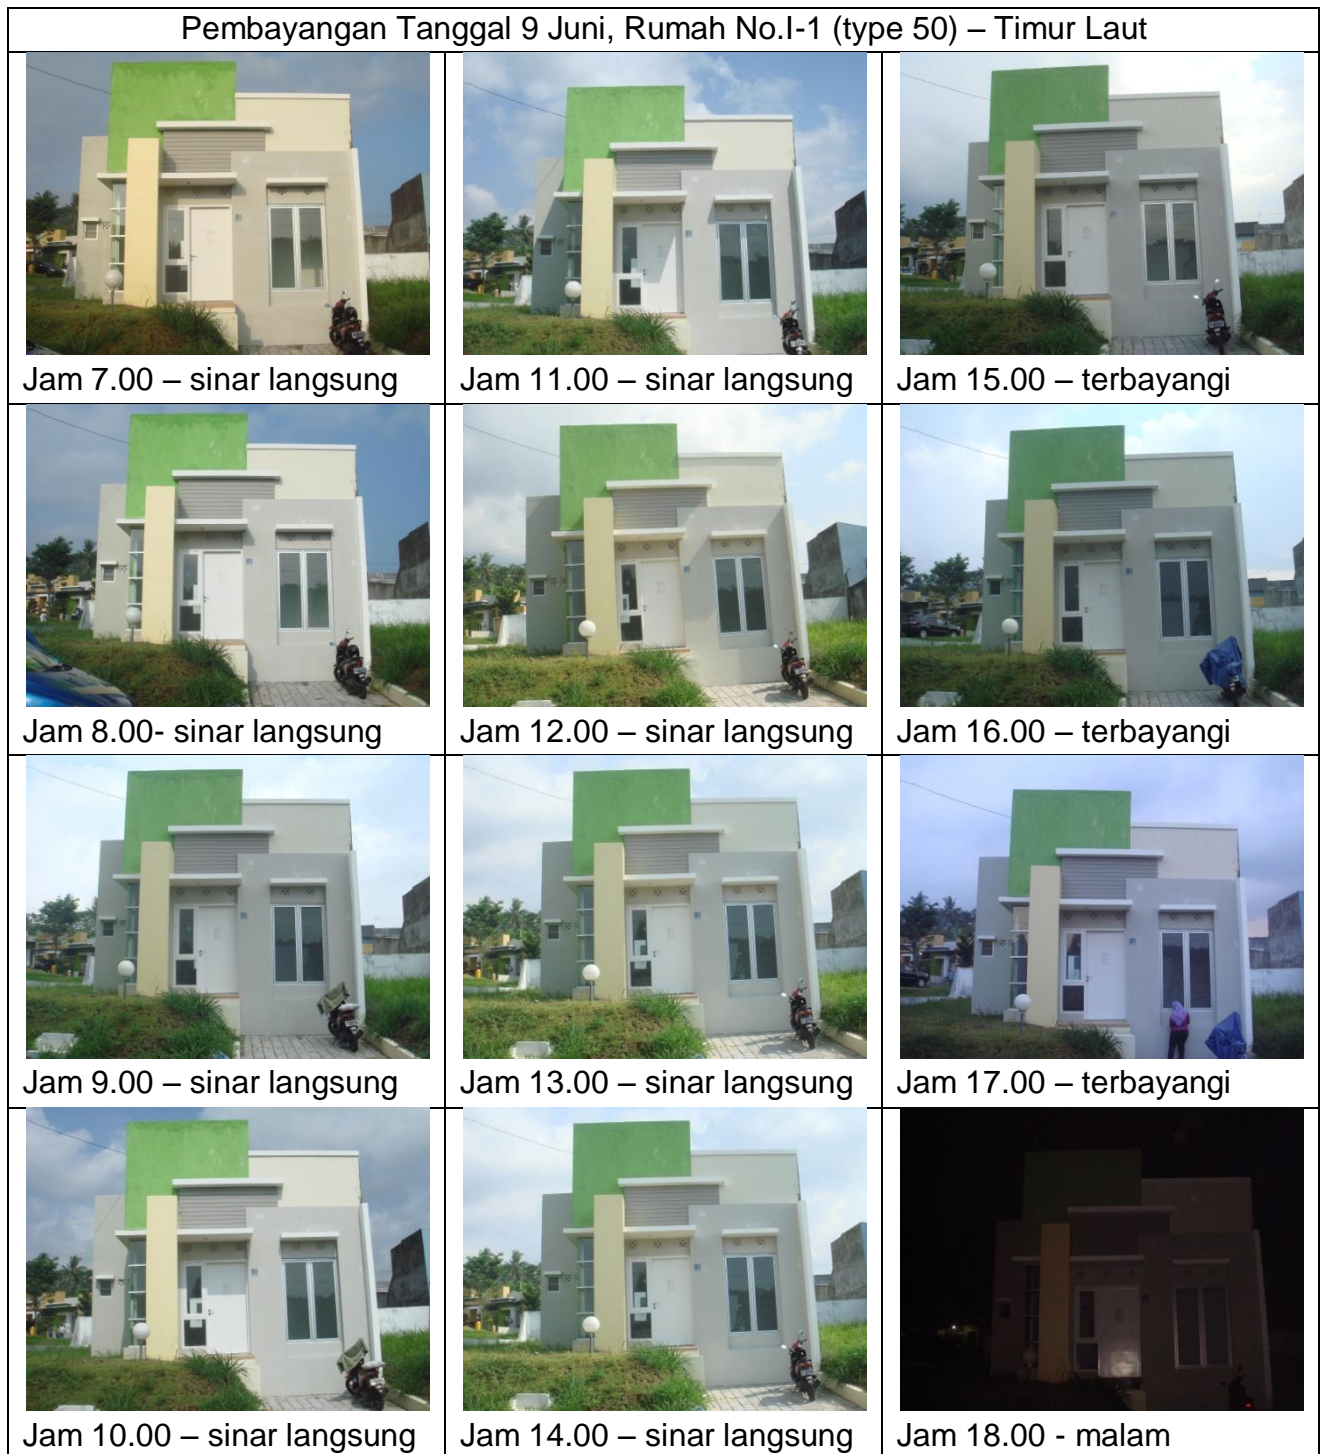 Pembayangan Tanggal 9 Juni, Rumah No.I-1 (type 50) – Timur Laut
Jam 7.00 – sinar langsung
Jam 11.00 – sinar langsung
Jam 15.00 – terbayangi
Jam 8.00- sinar langsung
Jam 12.00 – sinar langsung
Jam 16.00 – terbayangi
Jam 9.00 – sinar langsung
Jam 13.00 – sinar langsung
Jam 17.00 – terbayangi
Jam 10.00 – sinar langsung
Jam 14.00 – sinar langsung
Jam 18.00 - malam